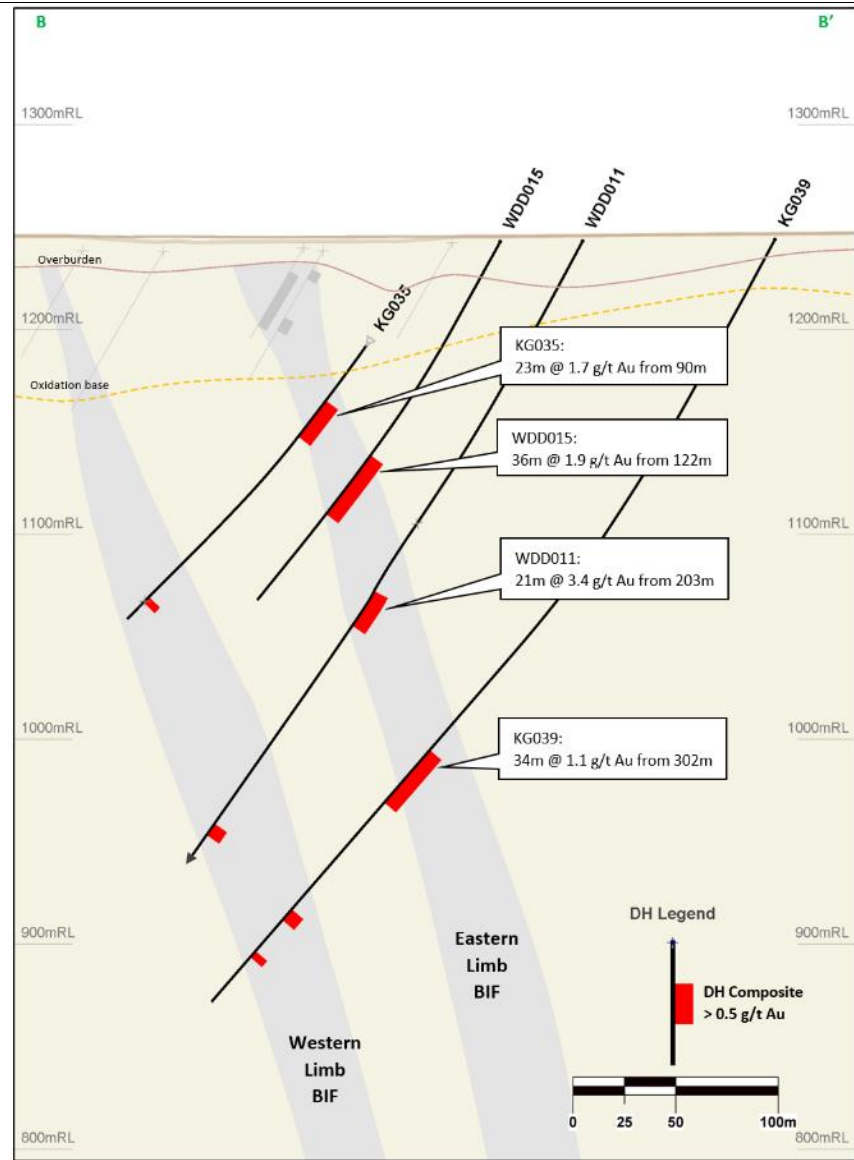 B
B'
1300mRL
1300mRL
WDD015
WDD011
KG039
Overburden
KG035
1200mRL
1200mRL
KG035:
23m @ 1.7 g/t Au from 90m
Oxidation base
WDD015:
36m @ 1.9 g/t Au from 122m
1100mRL
1100mRL
WDD011:
21m @ 3.4 g/t Au from 203m
1000mRL
1000mRL
KG039:
34m @ 1.1 g/t Au from 302m
DH Legend
900mRL
900mRL
Eastern
Limb
BIF
DH Composite
> 0.5 g/t Au
Western
Limb
BIF
0 25 50 100m
800mRL
800mRL